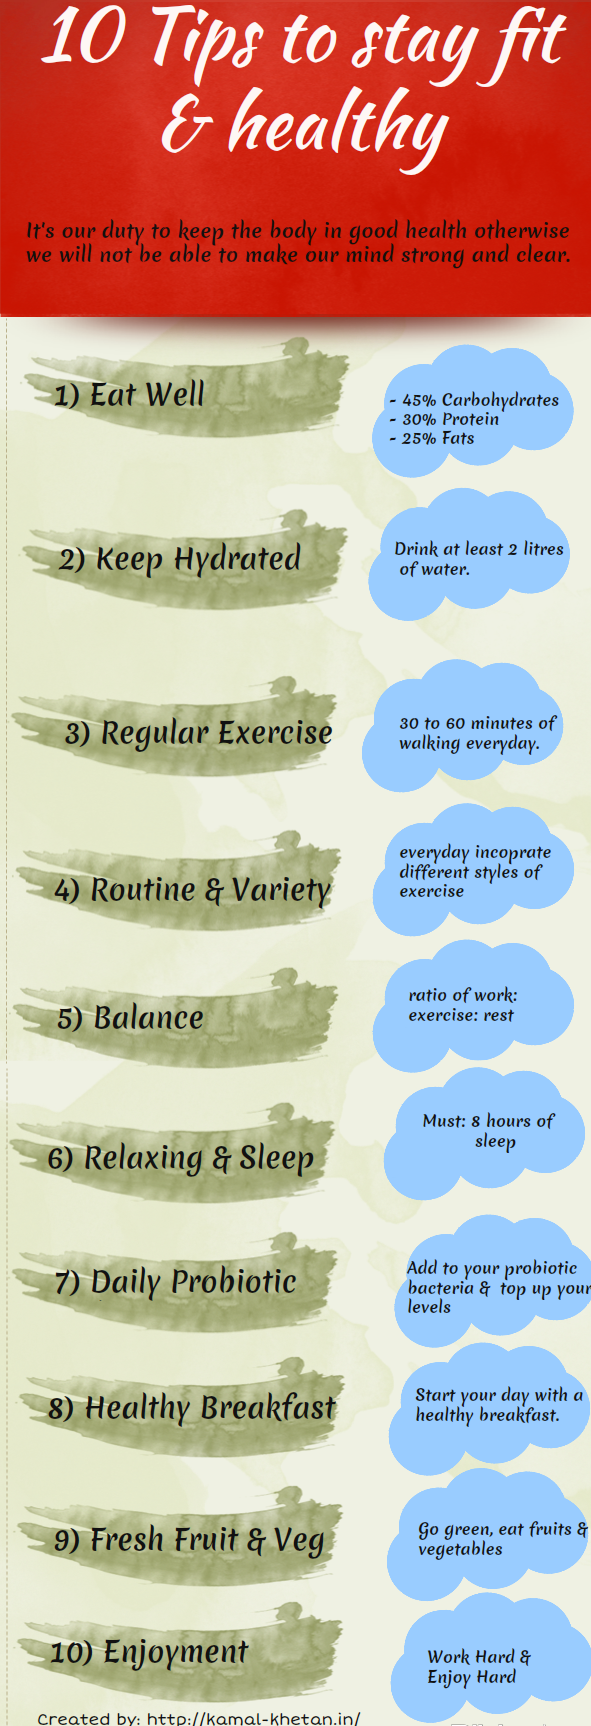 10 Tips to stay fit
& healthy
It's our duty to keep the body in good health otherwise
we will not be able to make our mind strong and clear.
1) Eat Well
- 45% Carbohydrates
- 30% Protein
- 25% Fats
2) Keep Hydrated
Drink at least 2 litres
of water.
3) Regular Exercise
30 to 60 minutes of
walking everyday.
4) Routine & Variety
everyday incoprate
different styles of
exercise
5) Balance
ratio of work:
exercise: rest
6) Relaxing & Sleep
Must: 8 hours of
sleep
7) Daily Probiotic
Add to your probiotic
bacteria & top up your
levels
8) Healthy Breakfast
Start your day with a
healthy breakfast.
9) Fresh Fruit & Veg
Go green, eat fruits &
vegetables
10) Enjoyment
Work Hard &
Enjoy Hard
Created by: http://kamal-khetan.in/